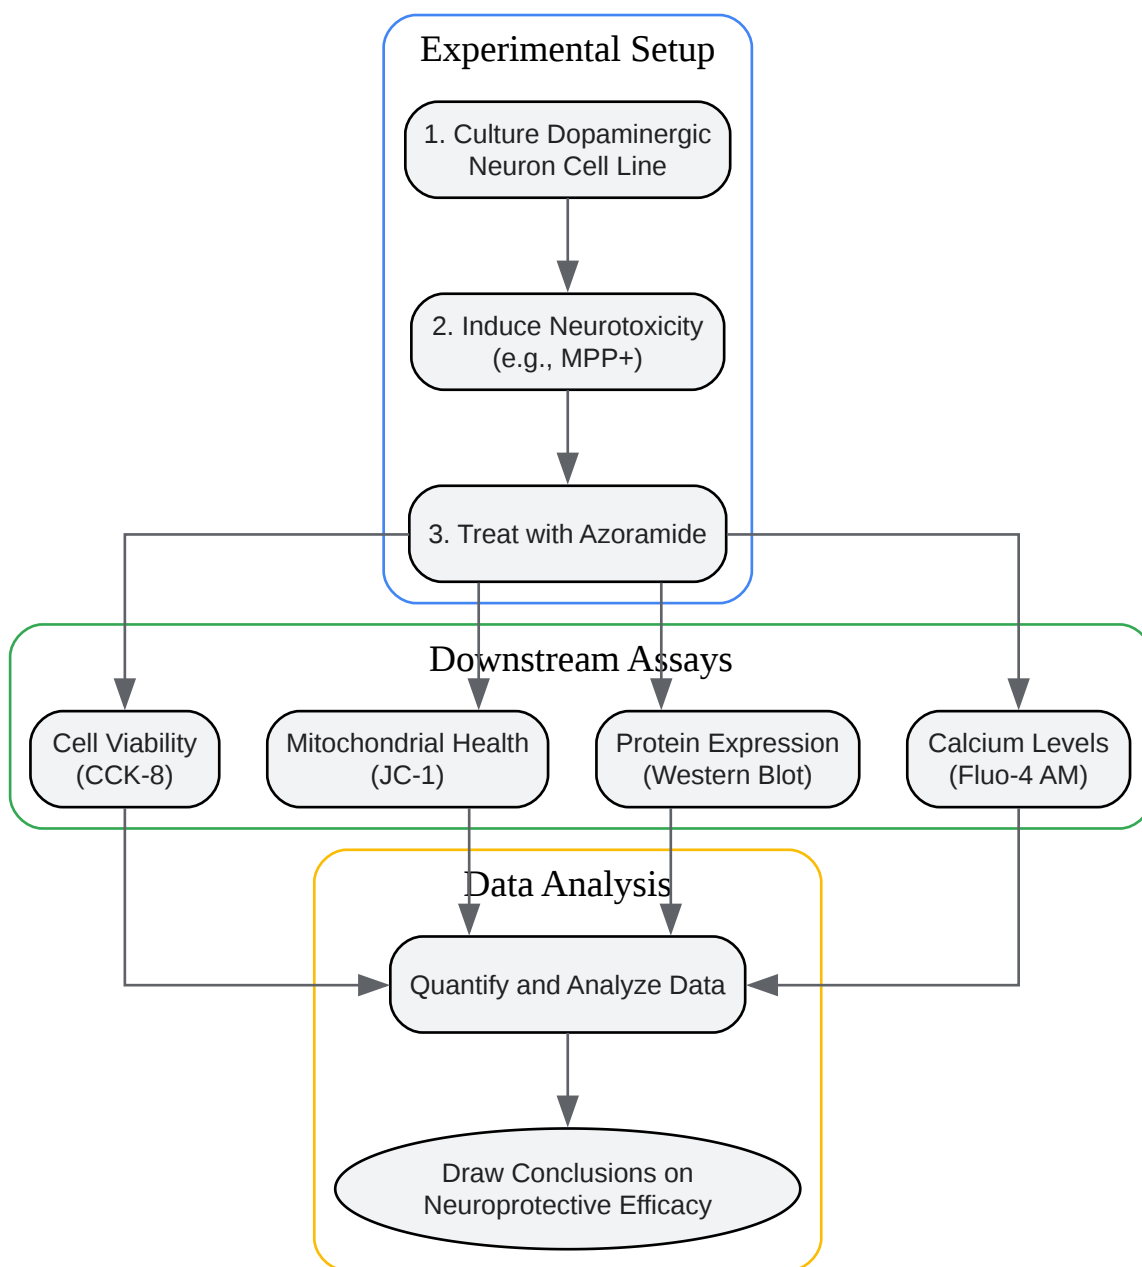 Experimental Setup
1. Culture Dopaminergic
Neuron Cell Line
2. Induce Neurotoxicity
(e.g., MPP+)
3. Treat with Azoramide
Downstream Assays
Cell Viability
(CCK-8)
Mitochondrial Health
(JC-1)
Protein Expression
(Western Blot)
Calcium Levels
(Fluo-4 AM)
Data Analysis
Quantify and Analyze Data
Draw Conclusions on
Neuroprotective Efficacy